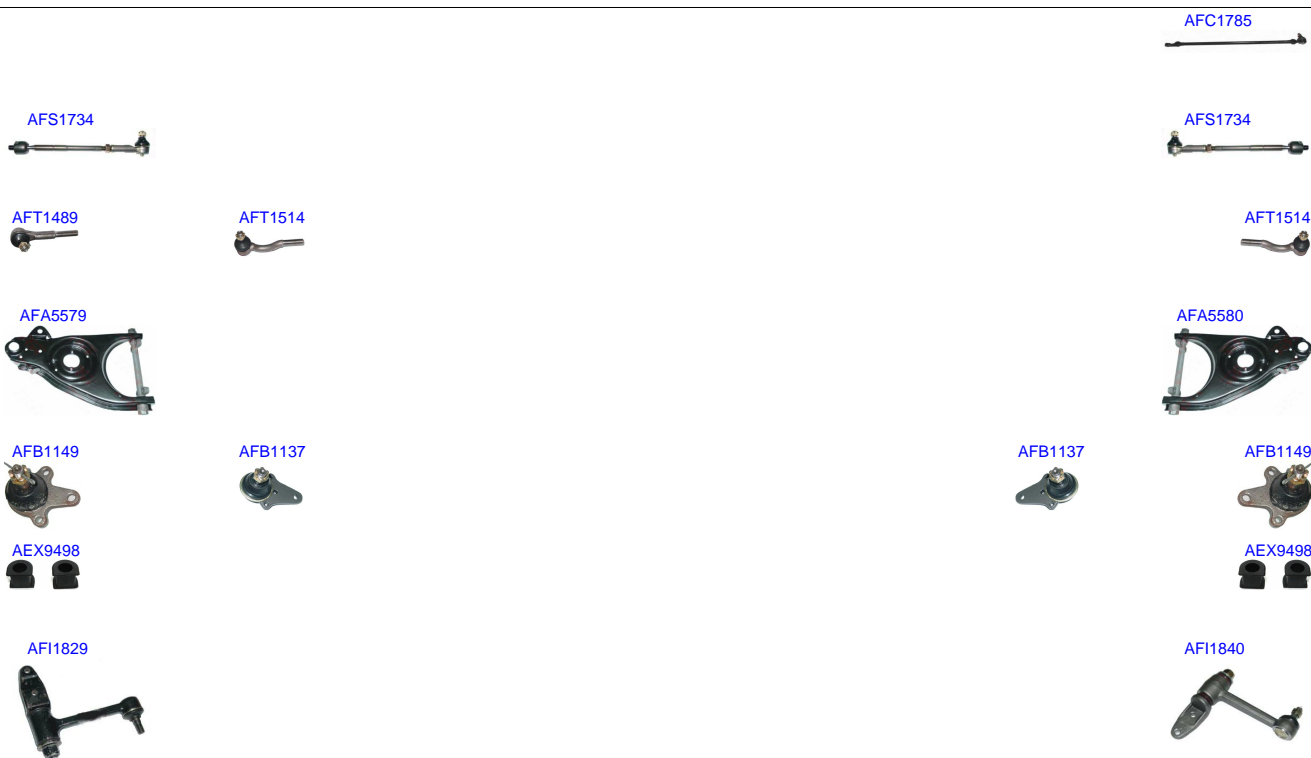 AFC1785
AFS1734 AFS1734
AFT1489 AFT1514 AFT1514
AFA5579 AFA5580
AFB1149 AFB1137 AFB1137 AFB1149
AEX9498 AEX9498
AFI1829 AFI1840